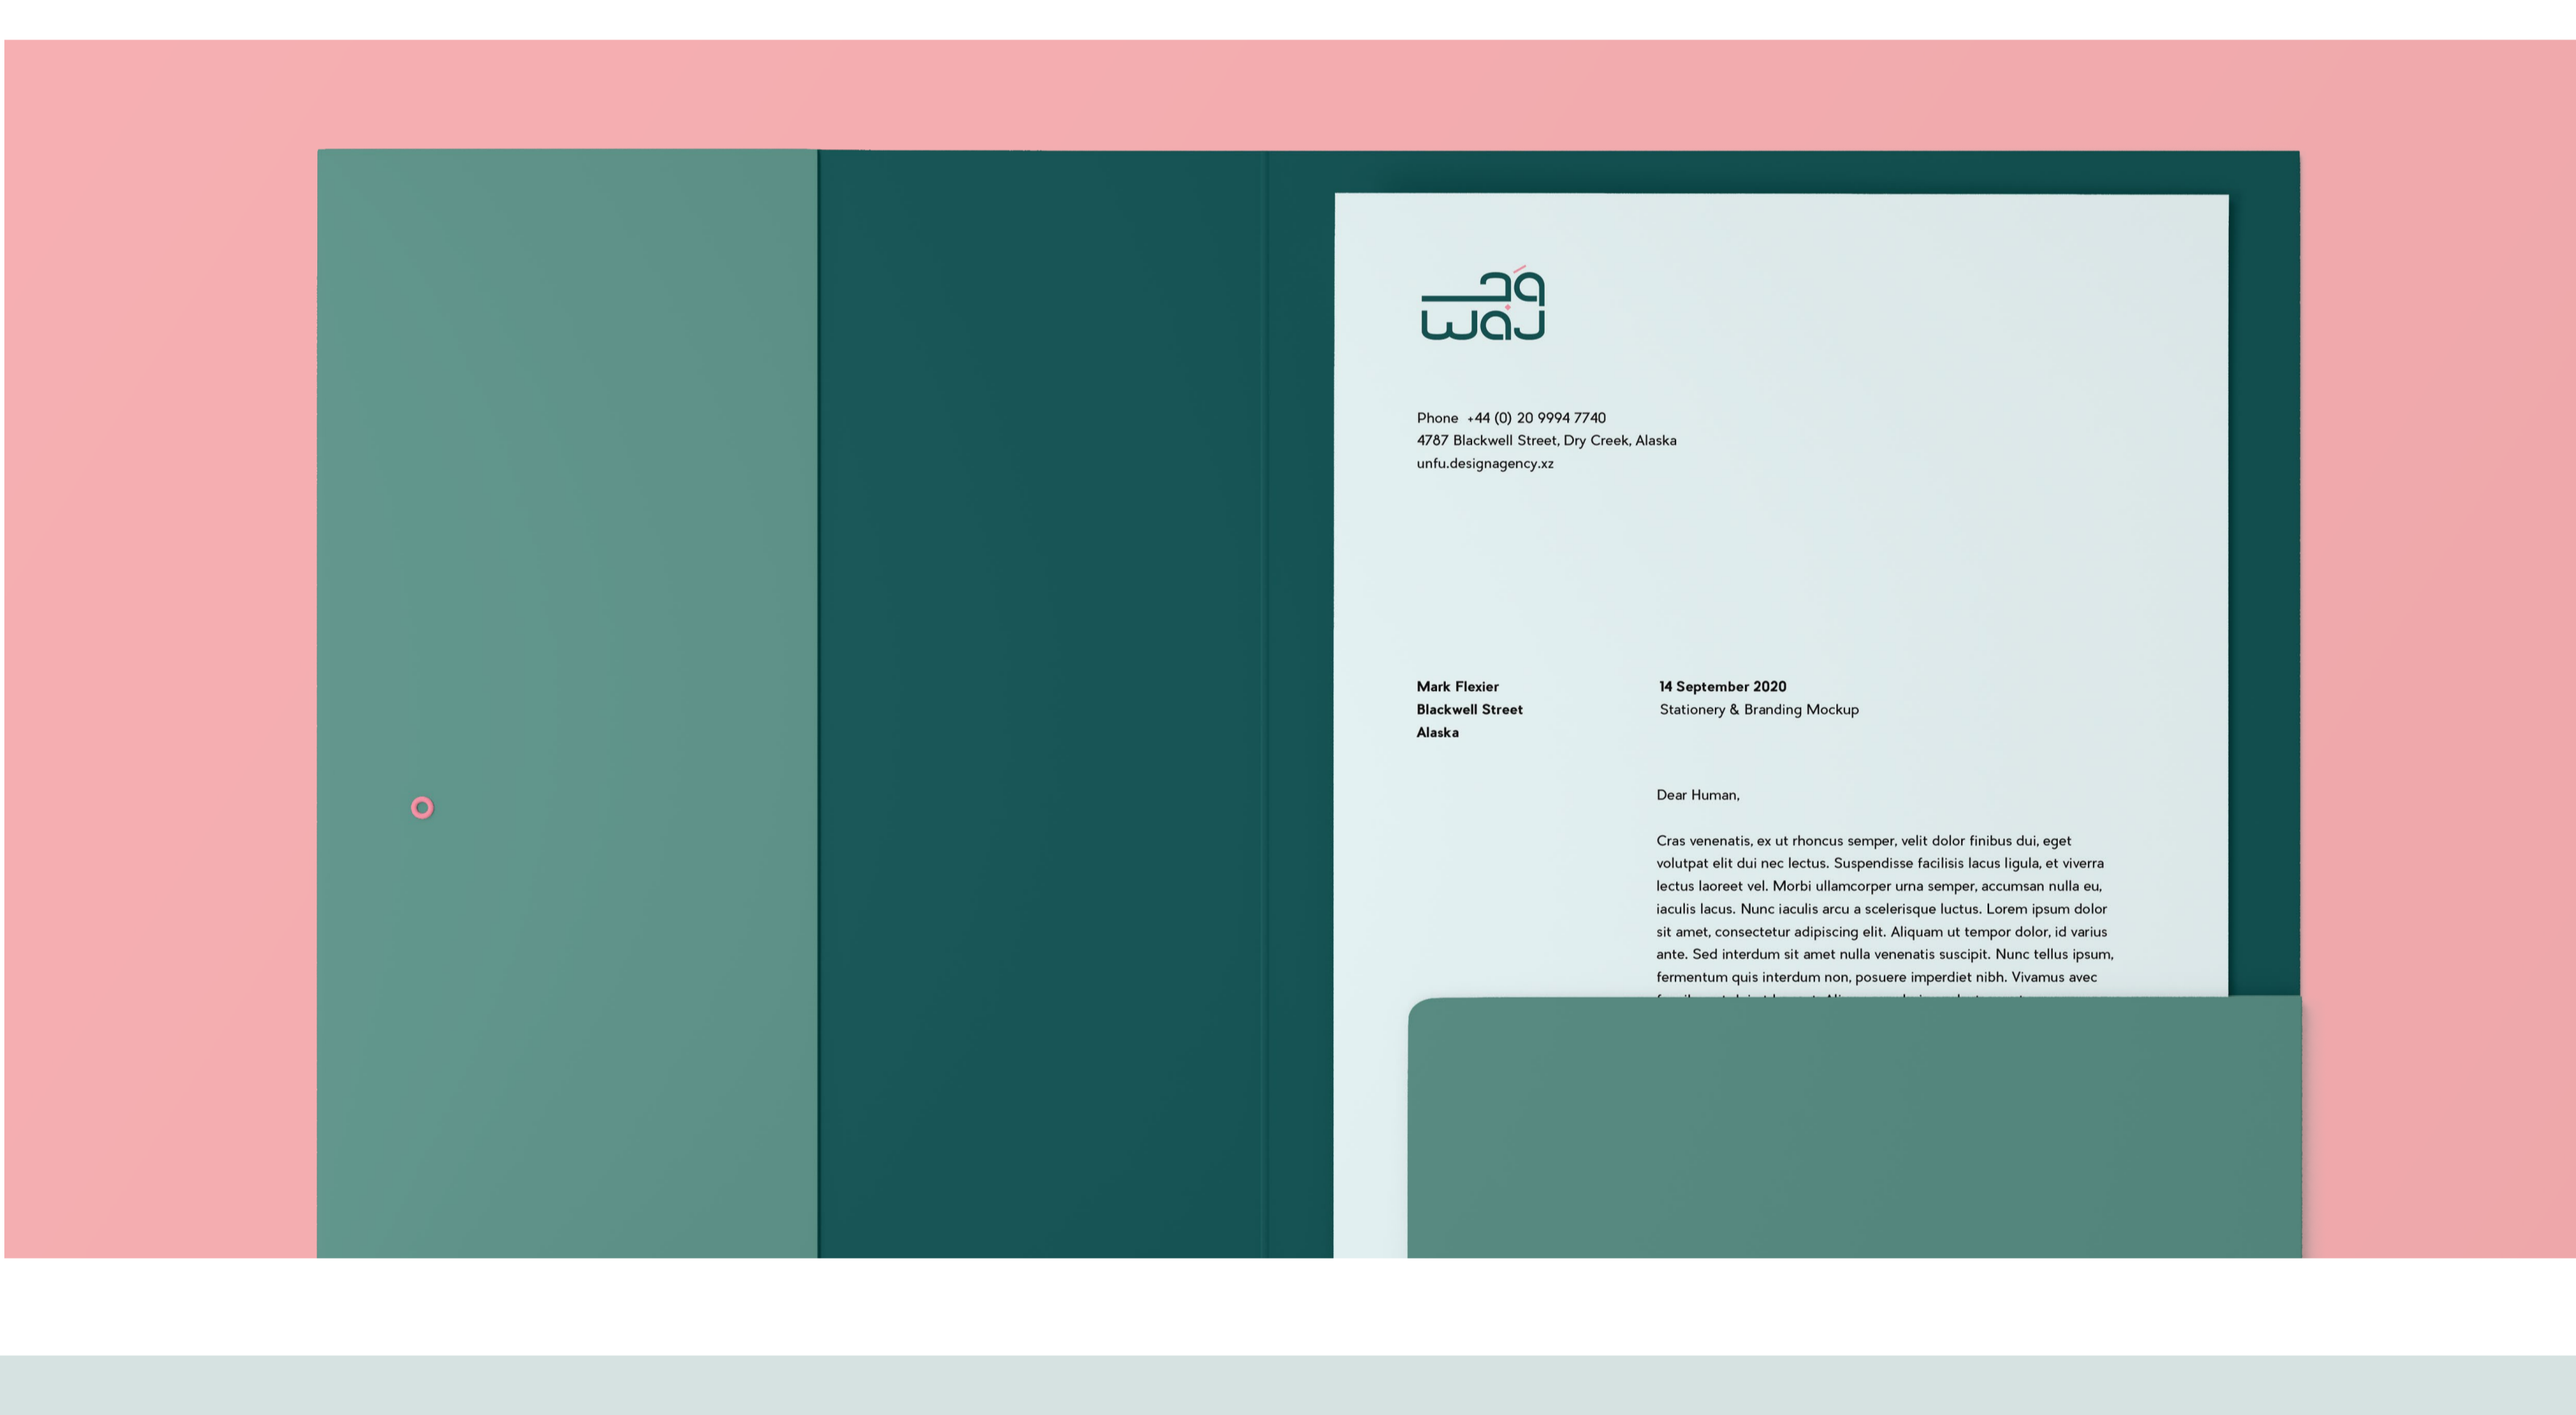 وَجـ
waj
Phone +44 (0) 20 9994 7740
4787 Blackwell Street, Dry Creek, Alaska
unfu.designagency.xz
Mark Flexier
Blackwell Street
Alaska
14 September 2020
Stationery & Branding Mockup
Dear Human,
Cras venenatis, ex ut rhoncus semper, velit dolor finibus dui, eget
volutpat elit dui nec lectus. Suspendisse facilisis lacus ligula, et viverra
lectus laoreet vel. Morbi ullamcorper urna semper, accumsan nulla eu,
iaculis lacus. Nunc iaculis arcu a scelerisque luctus. Lorem ipsum dolor
sit amet, consectetur adipiscing elit. Aliquam ut tempor dolor, id varius
ante. Sed interdum sit amet nulla venenatis suscipit. Nunc tellus ipsum,
fermentum quis interdum non, posuere imperdiet nibh. Vivamus avec